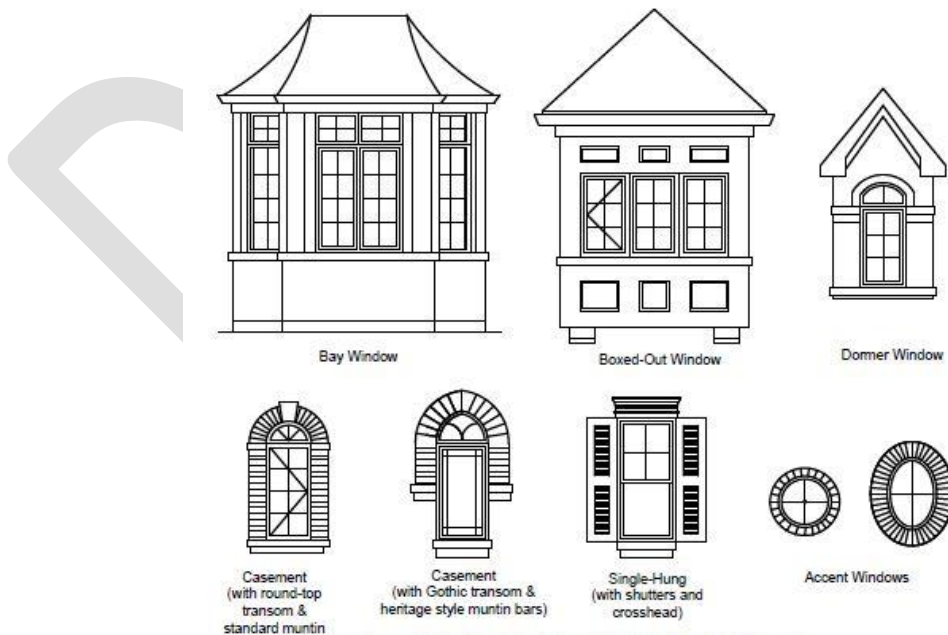 Bay Window
Boxed-Out Window
Dormer Window
Casement
(with round-top
transom &
standard muntin
Casement
(with Gothic transom &
heritage style muntin bars)
Single-Hung
(with shutters and
crosshead)
Accent Windows